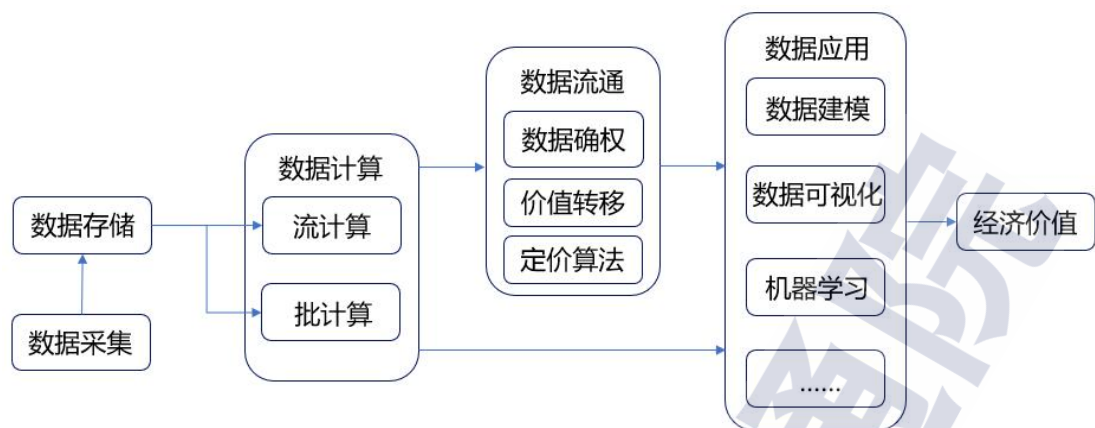 数据采集
数据存储
数据计算
流计算
批计算
数据流通
数据确权
价值转移
定价算法
数据应用
数据建模
数据可视化
机器学习
......
经济价值
通院